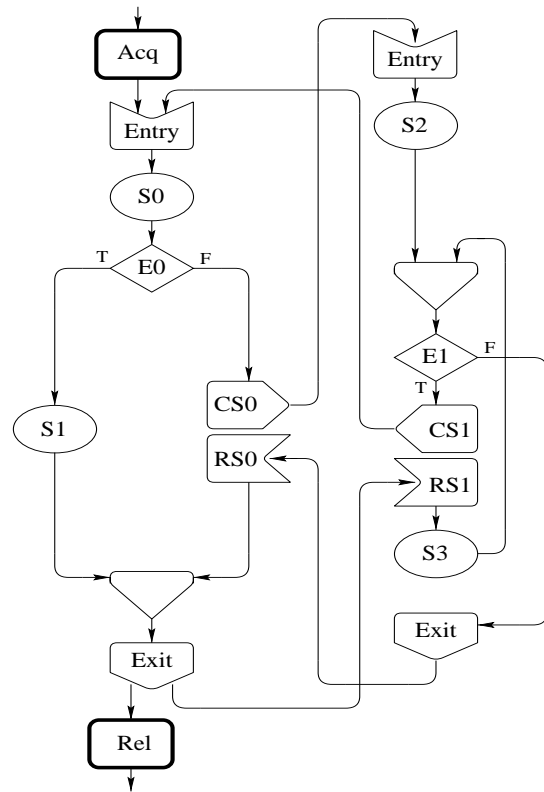 Acq
Entry
S0
T
E0
F
S1
CS0
RS0
Exit
Rel
Entry
S2
E1
F
T
CS1
RS1
S3
Exit